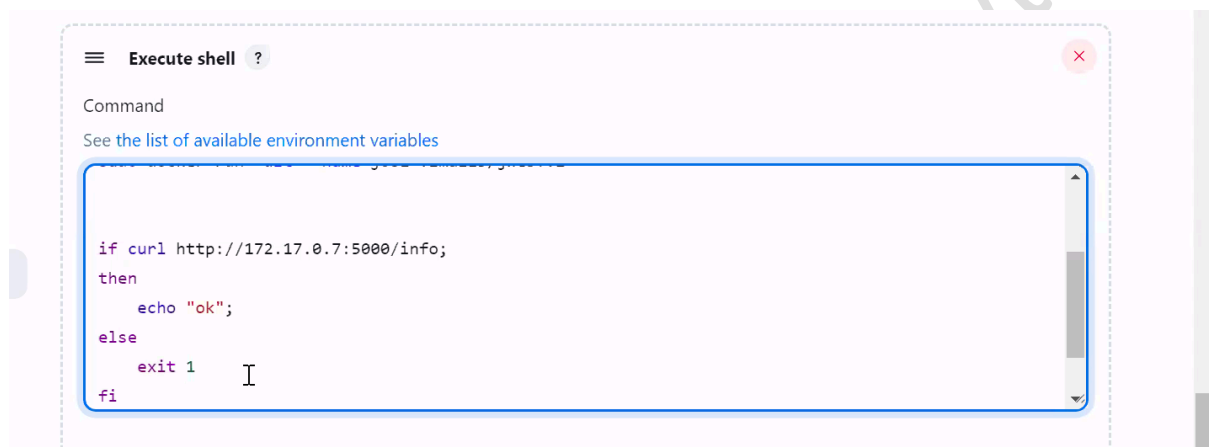 Execute shell ?
Command
See the list of available environment variables
if curl http://172.17.0.7:5000/info;
then
    echo "ok";
else
    exit 1
fi